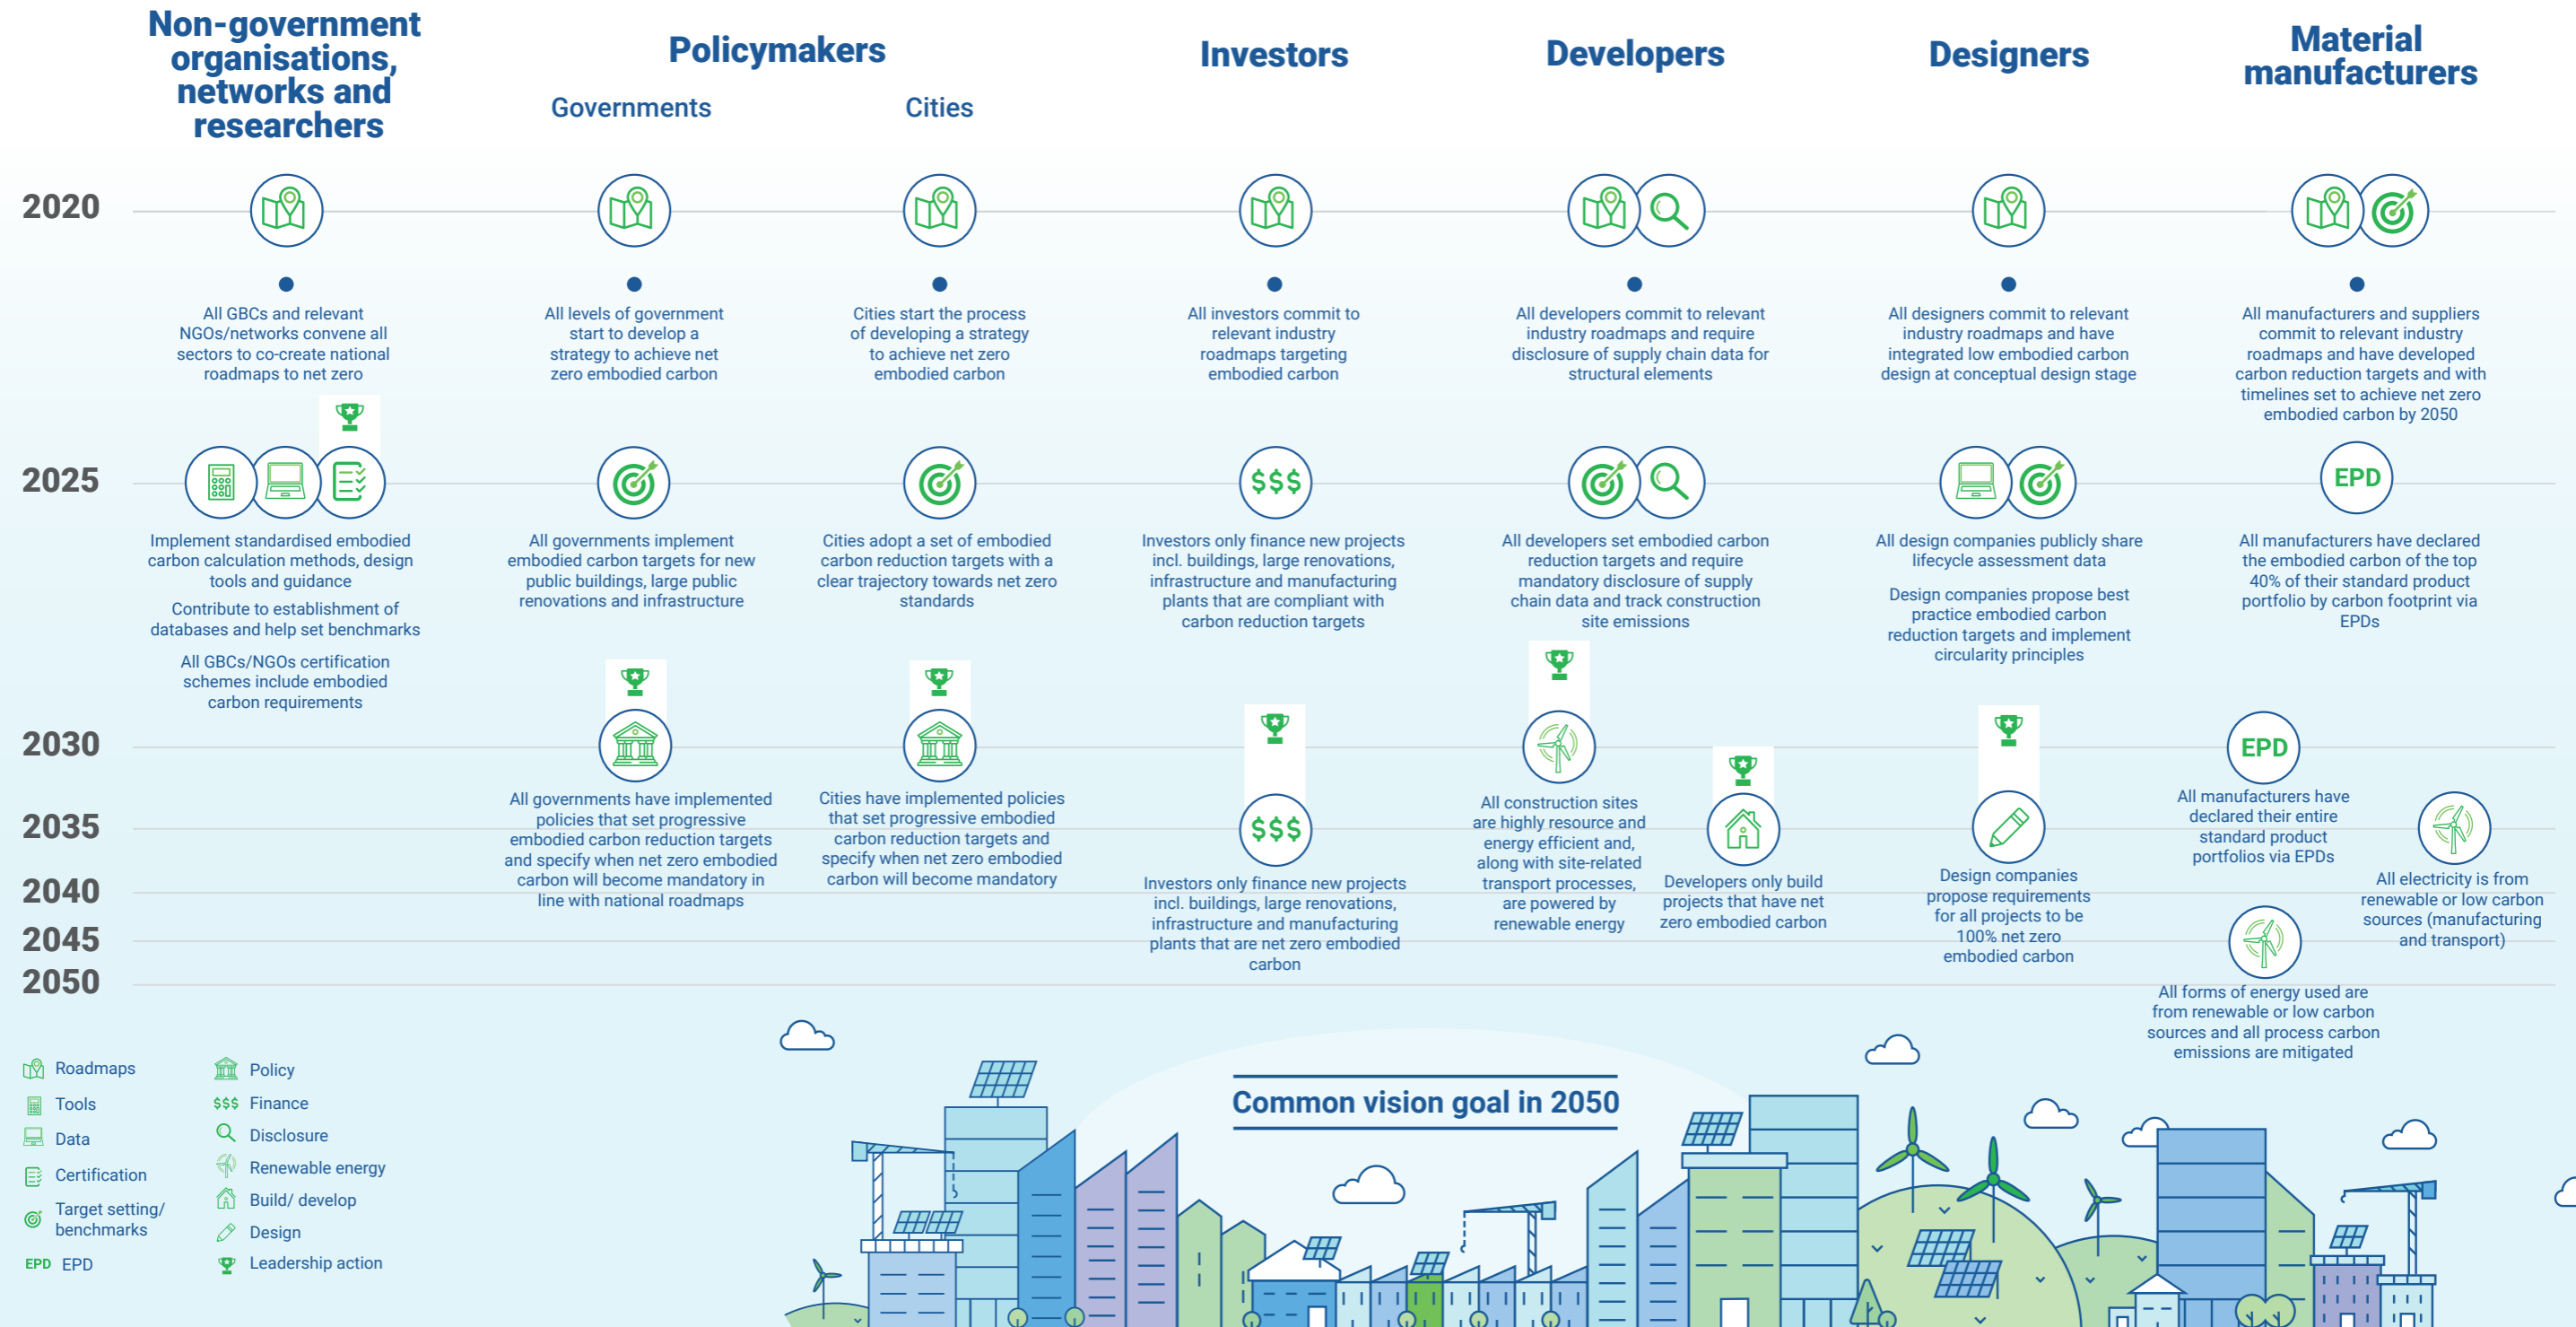 Non-government
organisations,
networks and
researchers
Policymakers
Governments
Cities
Investors
Developers
Designers
Material
manufacturers
2020
All GBCs and relevant
NGOs/networks convene all
sectors to co-create national
roadmaps to net zero
All levels of government
start to develop a
strategy to achieve net
zero embodied carbon
Cities start the process
of developing a strategy
to achieve net zero
embodied carbon
All investors commit to
relevant industry
roadmaps targeting
embodied carbon
All developers commit to relevant
industry roadmaps and require
disclosure of supply chain data for
structural elements
All designers commit to relevant
industry roadmaps and have
integrated low embodied carbon
design at conceptual design stage
All manufacturers and suppliers
commit to relevant industry
roadmaps and have developed
carbon reduction targets and with
timelines set to achieve net zero
embodied carbon by 2050
2025
Implement standardised embodied
carbon calculation methods, design
tools and guidance
Contribute to establishment of
databases and help set benchmarks
All GBCs/NGOs certification
schemes include embodied
carbon requirements
All governments implement
embodied carbon targets for new
public buildings, large public
renovations and infrastructure
Cities adopt a set of embodied
carbon reduction targets with a
clear trajectory towards net zero
standards
$$$
Investors only finance new projects
incl. buildings, large renovations,
infrastructure and manufacturing
plants that are compliant with
carbon reduction targets
All developers set embodied carbon
reduction targets and require
mandatory disclosure of supply
chain data and track construction
site emissions
All design companies publicly share
lifecycle assessment data
Design companies propose best
practice embodied carbon
reduction targets and implement
circularity principles
EPD
All manufacturers have declared
the embodied carbon of the top
40% of their standard product
portfolio by carbon footprint via
EPDs
2030
All governments have implemented
policies that set progressive
embodied carbon reduction targets
and specify when net zero embodied
carbon will become mandatory in
line with national roadmaps
Cities have implemented policies
that set progressive embodied
carbon reduction targets and
specify when net zero embodied
carbon will become mandatory
All construction sites
are highly resource and
energy efficient and,
along with site-related
transport processes,
are powered by
renewable energy
EPD
All manufacturers have
declared their entire
standard product
portfolios via EPDs
2035
$$$
Investors only finance new projects
incl. buildings, large renovations,
infrastructure and manufacturing
plants that are net zero embodied
carbon
Developers only build
projects that have net
zero embodied carbon
Design companies
propose requirements
for all projects to be
100% net zero
embodied carbon
All electricity is from
renewable or low carbon
sources (manufacturing
and transport)
2040
2045
All forms of energy used are
from renewable or low carbon
sources and all process carbon
emissions are mitigated
2050
Roadmaps
Tools
Data
Certification
Target setting/
benchmarks
EPD EPD
Policy
$$$ Finance
Disclosure
Renewable energy
Build/ develop
Design
Leadership action
Common vision goal in 2050